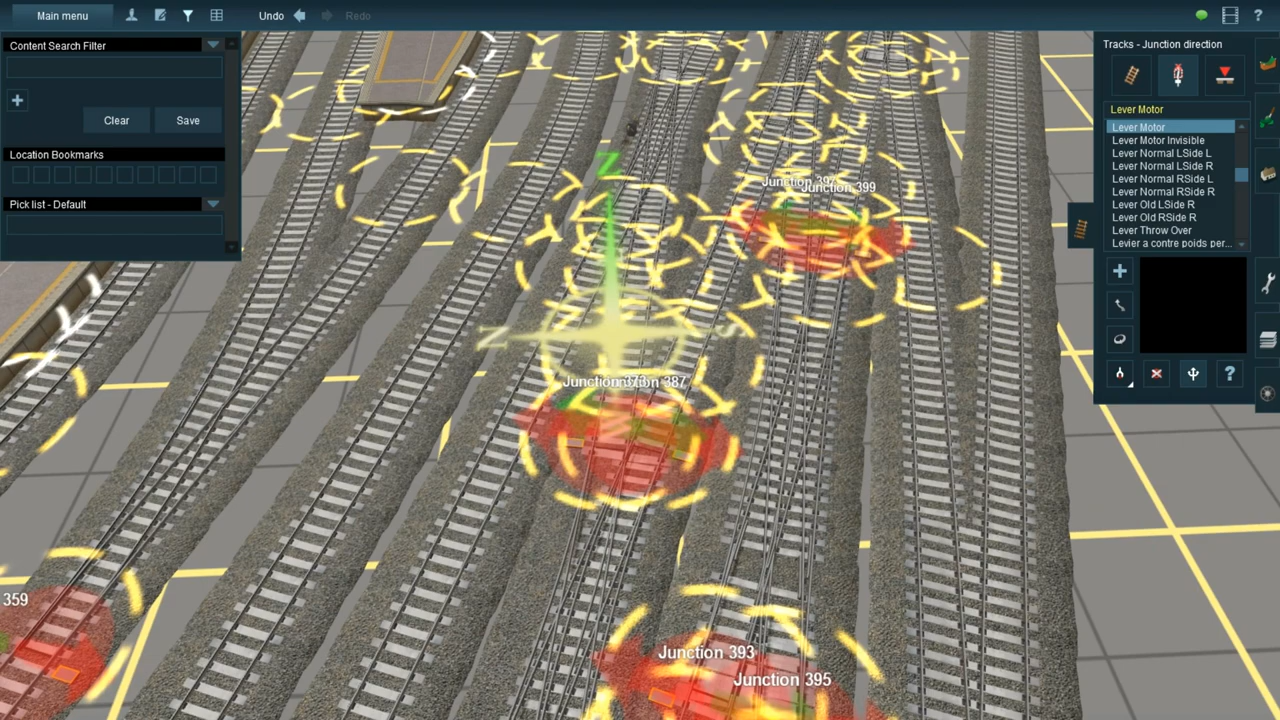 Main menu
Undo
Redo
?
Content Search Filter
Clear
Save
Location Bookmarks
Pick list - Default
Tracks - Junction direction
Lever Motor
Lever Motor
Lever Motor Invisible
Lever Normal LSide L
Lever Normal LSide R
Lever Normal RSide L
Lever Normal RSide R
Lever Old LSide R
Lever Old RSide R
Lever Throw Over
Levier a contre poids per...
?
Z
N
S
Junction 399
Junction 387
359
Junction 393
Junction 395